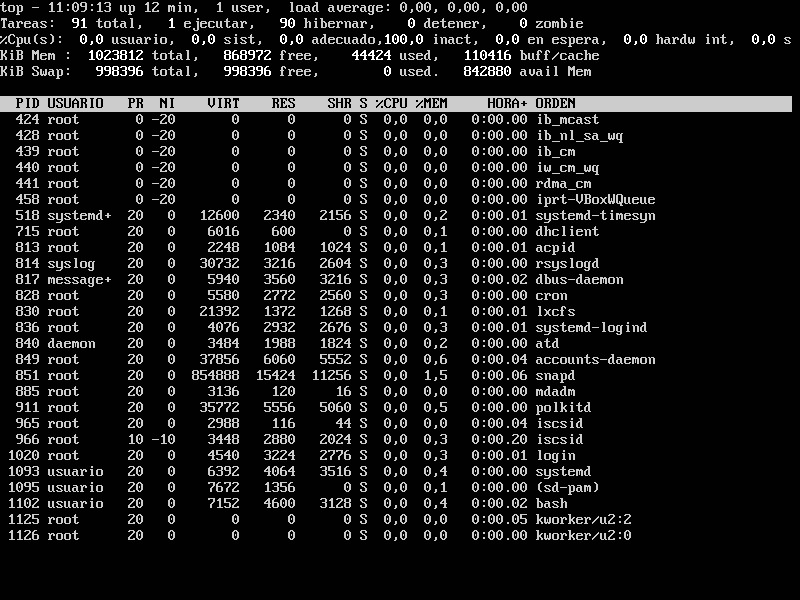 top - 11:09:13 up 12 min,  1 user,  load average: 0,00, 0,00, 0,00
Tareas:  91 total,   1 ejecutar,  90 hibernar,   0 detener,   0 zombie
%Cpu(s):  0,0 usuario,  0,0 sist,  0,0 adecuado,100,0 inact,  0,0 en espera,  0,0 hardw int,  0,0 s
KiB Mem :  1023812 total,   868972 free,    44424 used,   110416 buff/cache
KiB Swap:   998396 total,   998396 free,        0 used.   842880 avail Mem
PID USUARIO   PR  NI    VIRT    RES    SHR S %CPU %MEM     HORA+ ORDEN
424 root       0 -20       0      0      0 S  0,0  0,0   0:00.00 ib_mcast
428 root       0 -20       0      0      0 S  0,0  0,0   0:00.00 ib_nl_sa_wq
439 root       0 -20       0      0      0 S  0,0  0,0   0:00.00 ib_cm
440 root       0 -20       0      0      0 S  0,0  0,0   0:00.00 iw_cm_wq
441 root       0 -20       0      0      0 S  0,0  0,0   0:00.00 rdma_cm
458 root       0 -20       0      0      0 S  0,0  0,0   0:00.00 iprt-VBoxWQueue
518 systemd+  20   0   12600   2340   2156 S  0,0  0,2   0:00.01 systemd-timesyn
715 root      20   0    6016    600      0 S  0,0  0,1   0:00.00 dhclient
813 root      20   0    2248   1084   1024 S  0,0  0,1   0:00.01 acpid
814 syslog    20   0   30732   3216   2604 S  0,0  0,3   0:00.00 rsyslogd
817 message+  20   0    5940   3560   3216 S  0,0  0,3   0:00.02 dbus-daemon
828 root      20   0    5580   2772   2560 S  0,0  0,3   0:00.00 cron
830 root      20   0   21392   1372   1268 S  0,0  0,1   0:00.01 lxcfs
836 root      20   0    4076   2932   2676 S  0,0  0,3   0:00.01 systemd-logind
840 daemon    20   0    3484   1988   1824 S  0,0  0,2   0:00.00 atd
849 root      20   0   37856   6060   5552 S  0,0  0,6   0:00.04 accounts-daemon
851 root      20   0  854888  15424  11256 S  0,0  1,5   0:00.06 snapd
885 root      20   0    3136    120     16 S  0,0  0,0   0:00.00 mdadm
911 root      20   0   35772   5556   5060 S  0,0  0,5   0:00.00 polkitd
965 root      20   0    2988    116     44 S  0,0  0,0   0:00.04 iscsid
966 root      10 -10    3448   2880   2024 S  0,0  0,3   0:00.20 iscsid
1020 root      20   0    4540   3224   2776 S  0,0  0,3   0:00.01 login
1093 usuario   20   0    6392   4064   3516 S  0,0  0,4   0:00.00 systemd
1095 usuario   20   0    7672   1356      0 S  0,0  0,1   0:00.00 (sd-pam)
1102 usuario   20   0    7152   4600   3128 S  0,0  0,4   0:00.02 bash
1125 root      20   0       0      0      0 S  0,0  0,0   0:00.05 kworker/u2:2
1126 root      20   0       0      0      0 S  0,0  0,0   0:00.00 kworker/u2:0